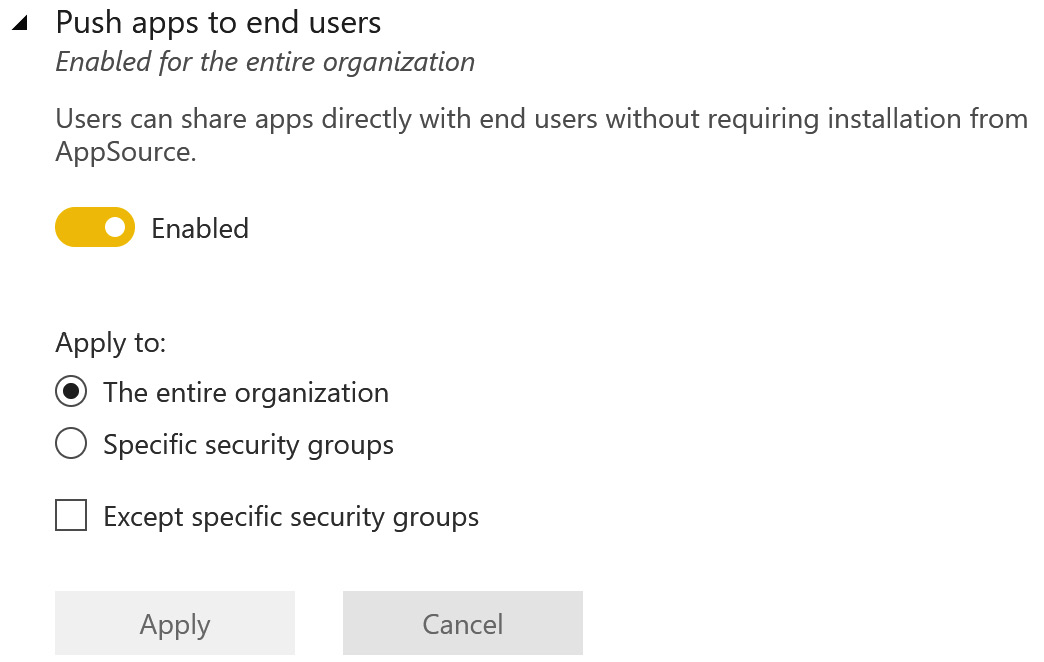 Push apps to end users
Enabled for the entire organization
Users can share apps directly with end users without requiring installation from
AppSource.
Enabled
Apply to:
The entire organization
Specific security groups
Except specific security groups
Apply
Cancel